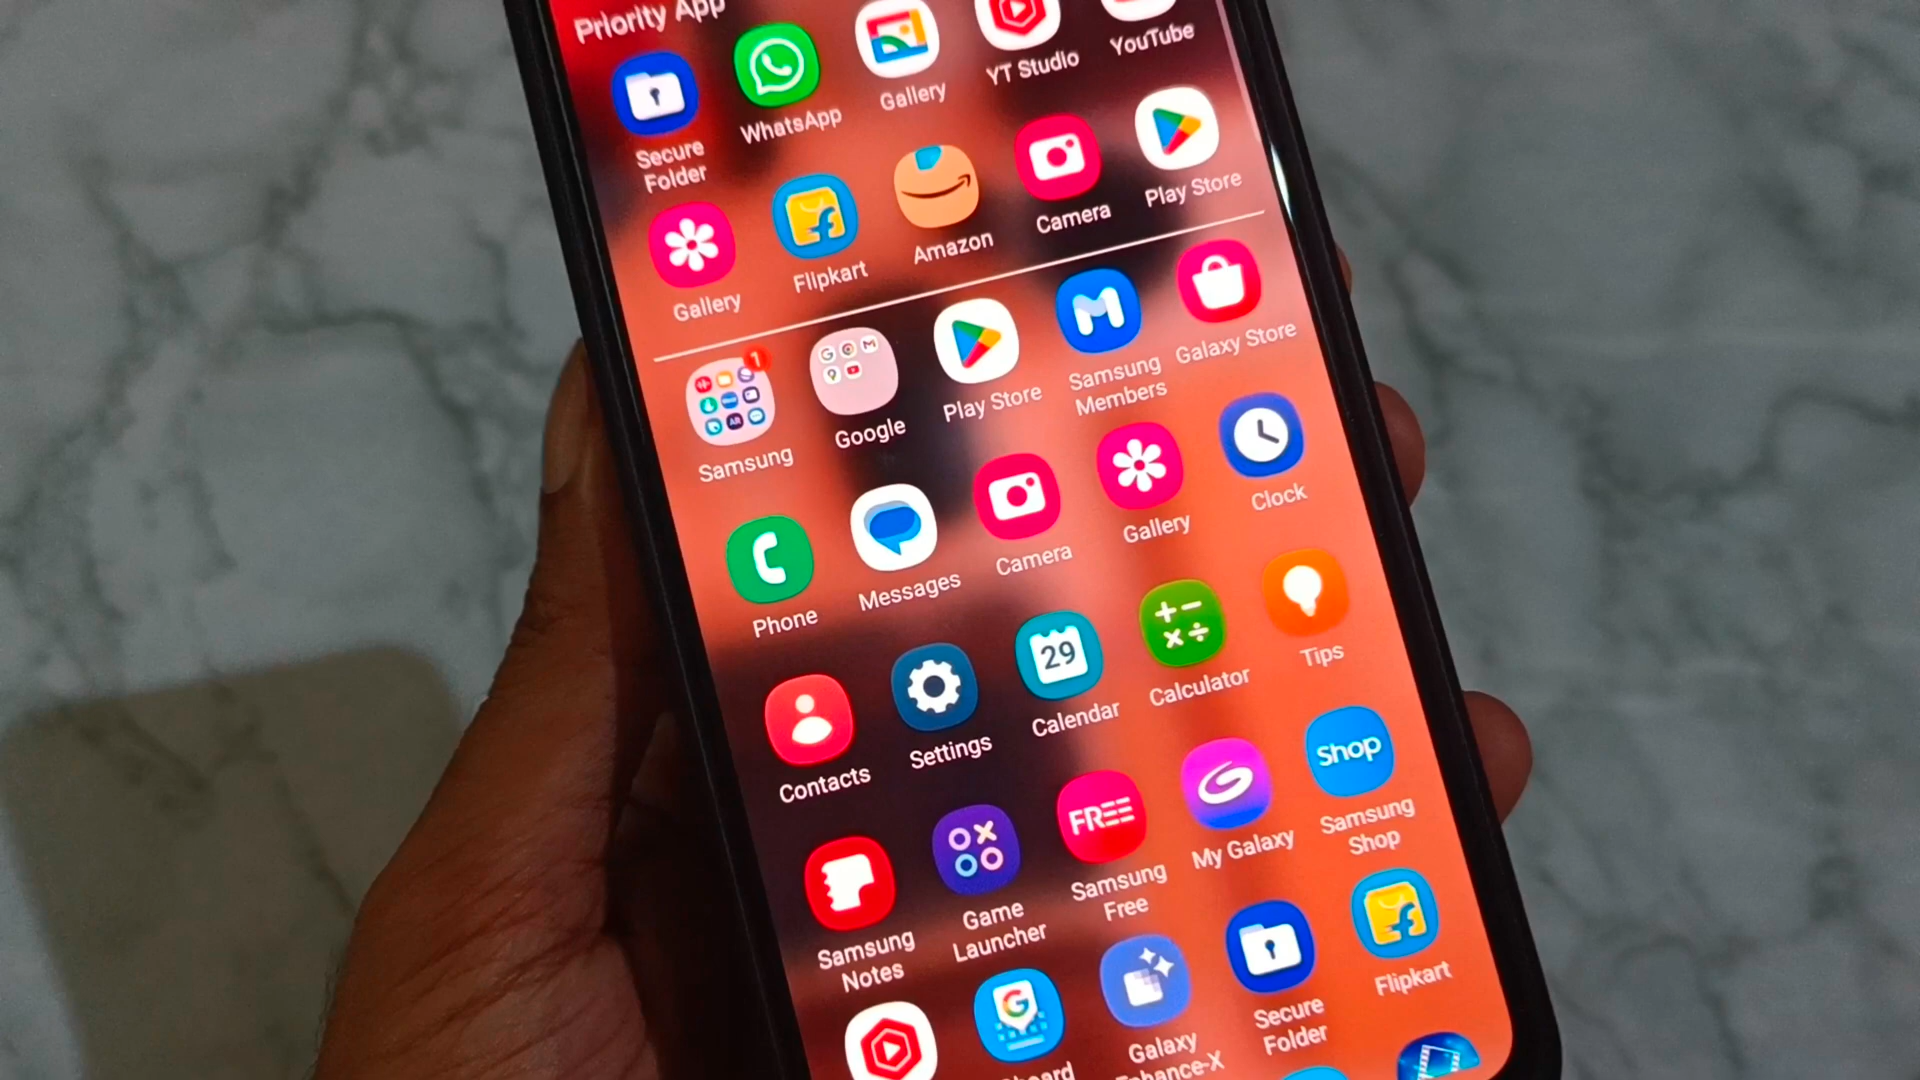 Priority App
Secure
Folder
WhatsApp
Gallery
YT Studio
YouTube
Gallery
Flipkart
Amazon
Camera
Play Store
1
Samsung
Google
Play Store
Samsung
Members
Galaxy Store
Phone
Messages
Camera
Gallery
Clock
Contacts
Settings
29
Calendar
Calculator
Tips
Samsung
Notes
Game
Launcher
FREE
Samsung
Free
My Galaxy
Shop
Samsung
Shop
Galaxy
Enhance-X
Secure
Folder
Flipkart